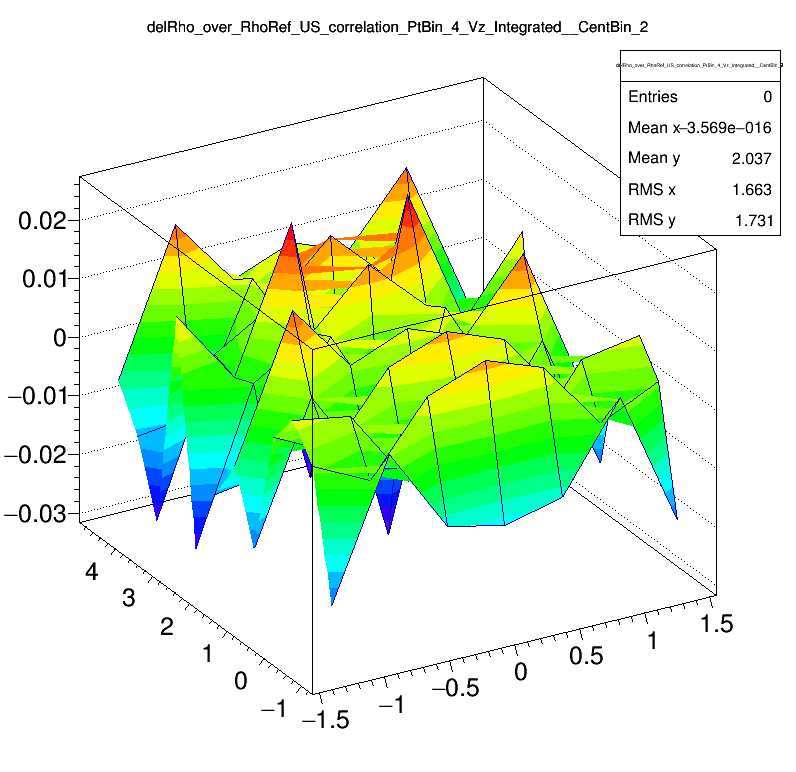 delRho_over_RhoRef_US_correlation_PtBin_4_Vz_Integrated__CentBin_2
delRho_over_RhoRef_US_correlation_PtBin_4_Vz_Integrated__CentBin_2
Entries 0
Mean x −3.569e−016
Mean y 2.037
RMS x 1.663
RMS y 1.731
0.02
0.01
0
−0.01
−0.02
−0.03
4
3
2
1
0
−1
−1.5
−1
−0.5
0
0.5
1
1.5